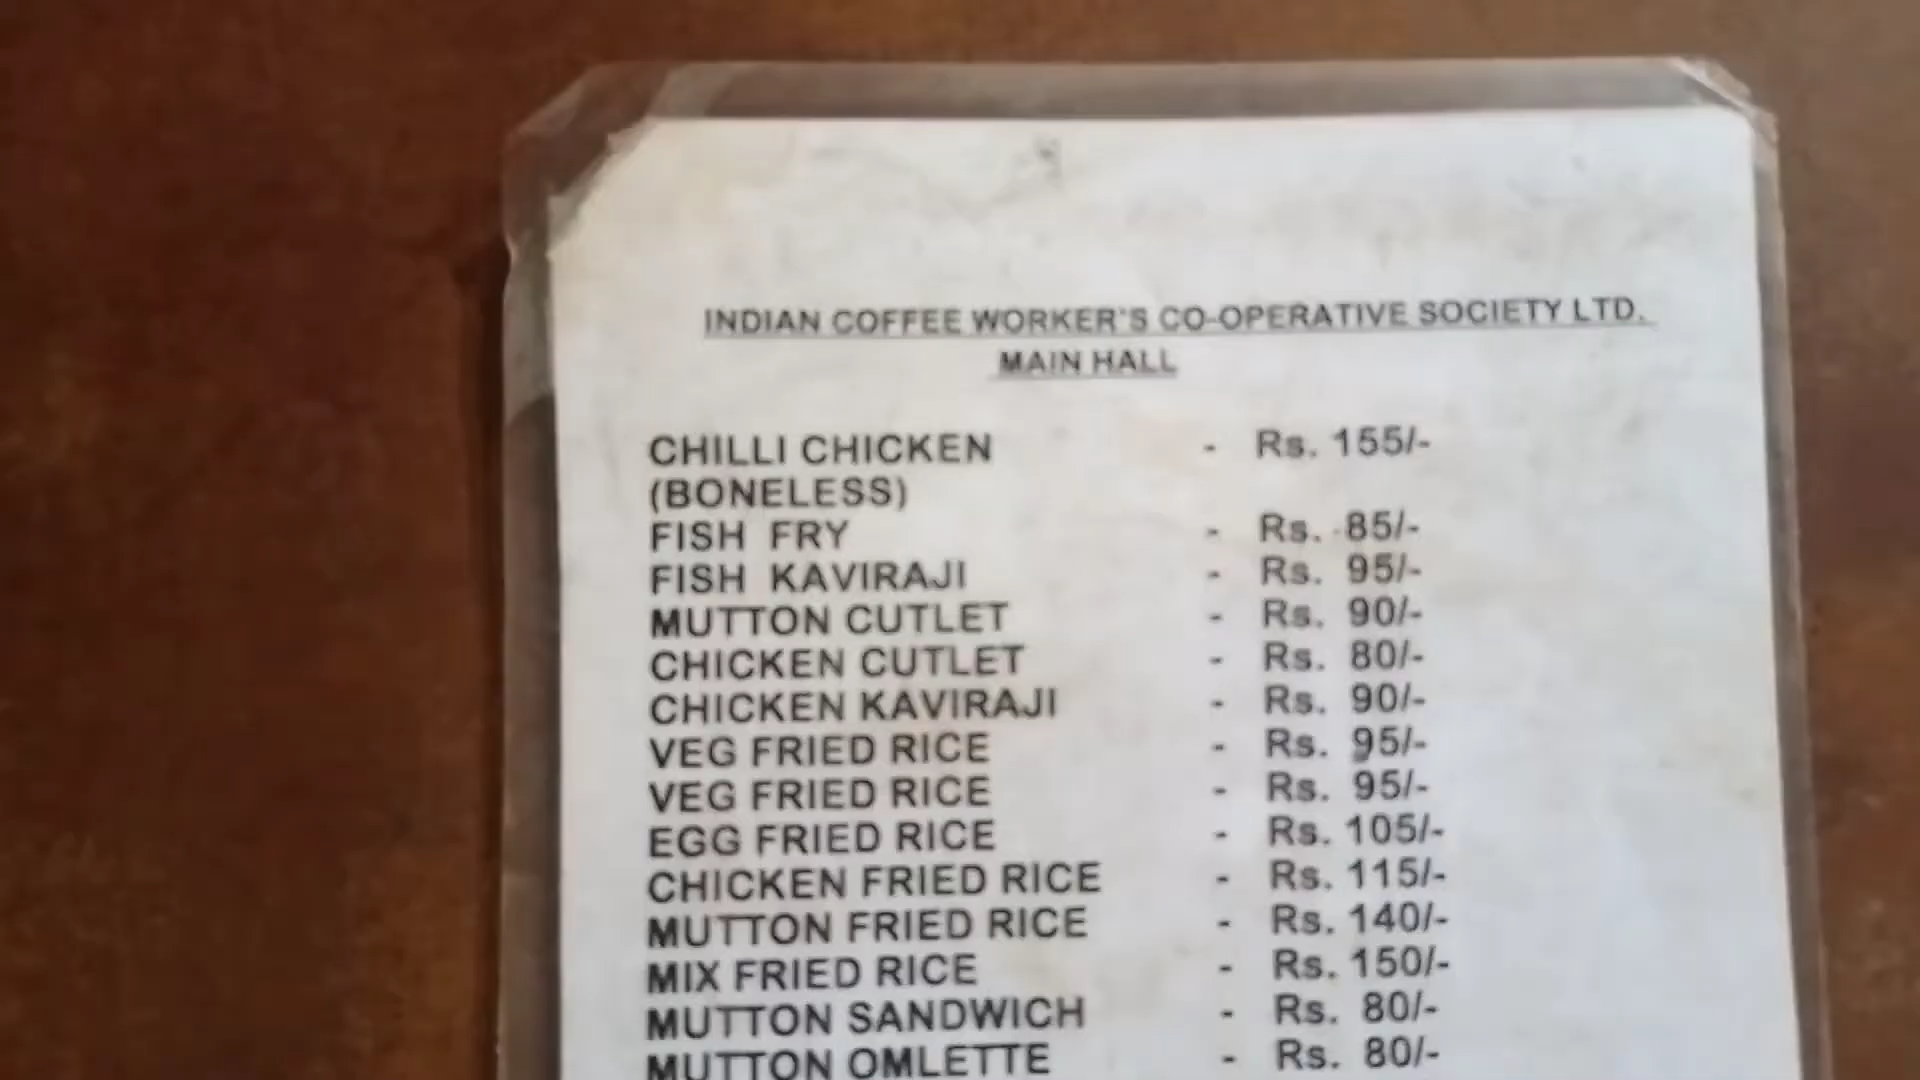 INDIAN COFFEE WORKER'S CO-OPERATIVE SOCIETY LTD.
MAIN HALL
CHILLI CHICKEN - Rs. 155/-
(BONELESS)
FISH FRY - Rs. 85/-
FISH KAVIRAJI - Rs. 95/-
MUTTON CUTLET - Rs. 90/-
CHICKEN CUTLET - Rs. 80/-
CHICKEN KAVIRAJI - Rs. 90/-
VEG FRIED RICE - Rs. 95/-
VEG FRIED RICE - Rs. 95/-
EGG FRIED RICE - Rs. 105/-
CHICKEN FRIED RICE - Rs. 115/-
MUTTON FRIED RICE - Rs. 140/-
MIX FRIED RICE - Rs. 150/-
MUTTON SANDWICH - Rs. 80/-
MUTTON OMLETTE - Rs. 80/-